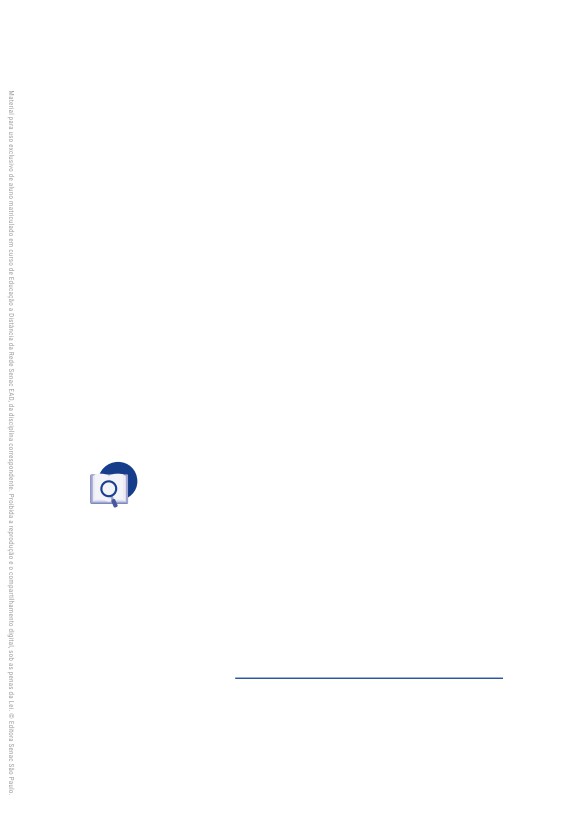 Material para uso exclusivo de aluno matriculado em curso de Educação a Distância da Rede Senac EAD, da disciplina correspondente. Proibida a reprodução e o compartilhamento digital, sob as penas da Lei. © Editora Senac São Paulo.